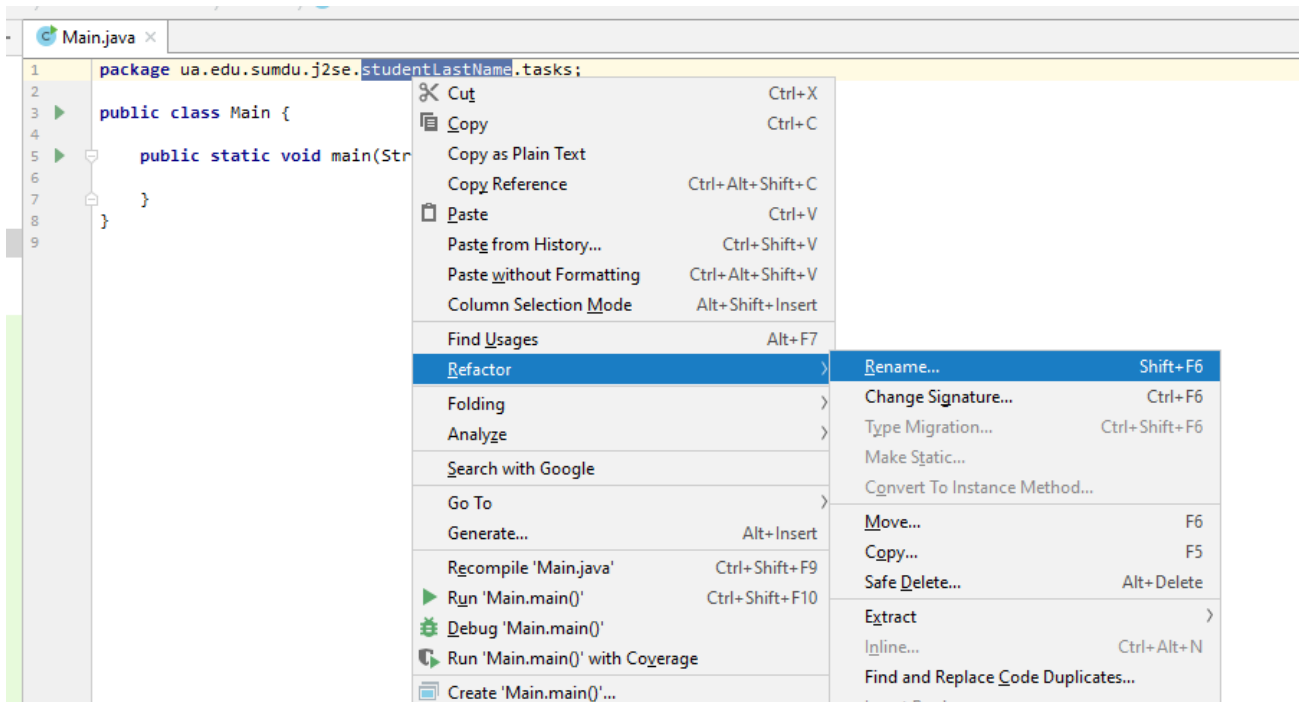 Main.java
1 package ua.edu.sumdu.j2se.studentLastName.tasks;
2
3 public class Main {
4
5 public static void main(Str
6
7 }
8 }
9
Cut Ctrl+X
Copy Ctrl+C
Copy as Plain Text
Copy Reference Ctrl+Alt+Shift+C
Paste Ctrl+V
Paste from History... Ctrl+Shift+V
Paste without Formatting Ctrl+Alt+Shift+V
Column Selection Mode Alt+Shift+Insert
Find Usages Alt+F7
Refactor
Folding
Analyze
Search with Google
Go To
Generate... Alt+Insert
Recompile 'Main.java' Ctrl+Shift+F9
Run 'Main.main()' Ctrl+Shift+F10
Debug 'Main.main()'
Run 'Main.main()' with Coverage
Create 'Main.main()'...
Rename... Shift+F6
Change Signature... Ctrl+F6
Type Migration... Ctrl+Shift+F6
Make Static...
Convert To Instance Method...
Move... F6
Copy... F5
Safe Delete... Alt+Delete
Extract
Inline... Ctrl+Alt+N
Find and Replace Code Duplicates...